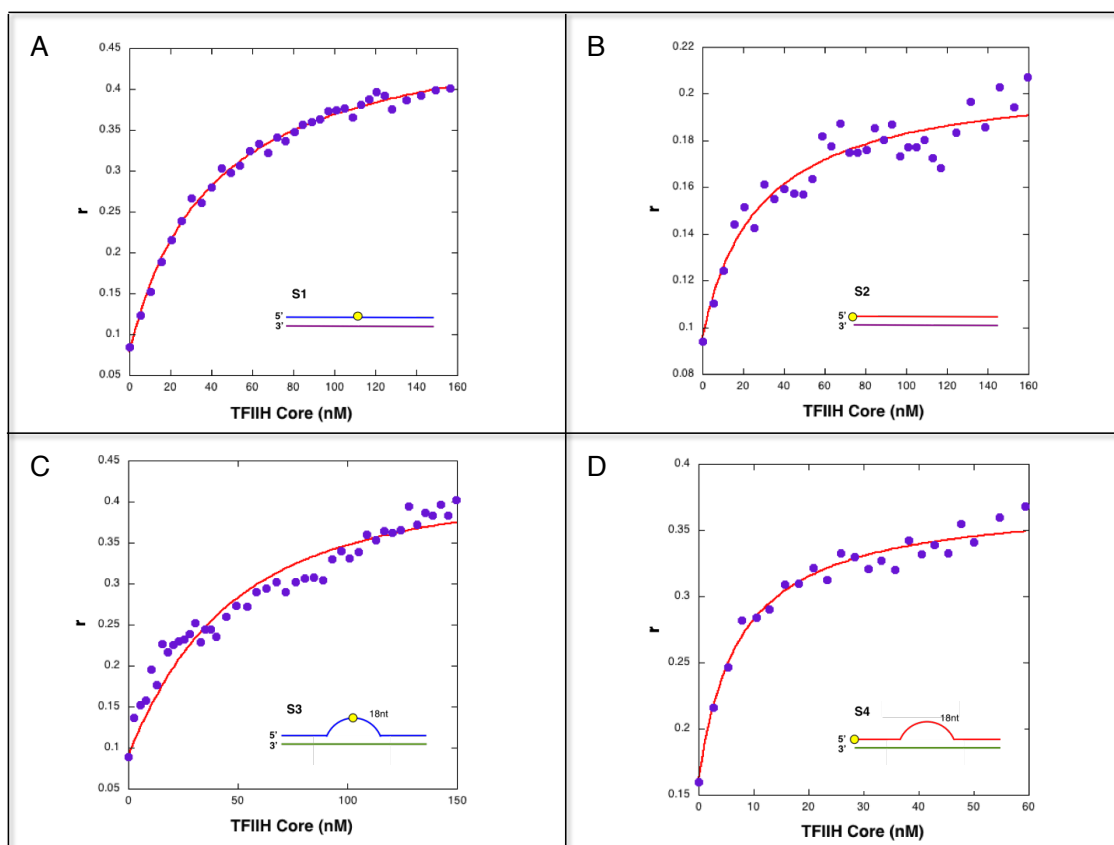 A
0.45
0.4
0.35
0.3
0.25
0.2
0.15
0.1
0.05
r
S1
5'
3'
0 20 40 60 80 100 120 140 160
TFIIH Core (nM)
B
0.22
0.2
0.18
0.16
0.14
0.12
0.1
0.08
r
S2
5'
3'
0 20 40 60 80 100 120 140 160
TFIIH Core (nM)
C
0.45
0.4
0.35
0.3
0.25
0.2
0.15
0.1
0.05
r
S3
18nt
5'
3'
0 50 100 150
TFIIH Core (nM)
D
0.4
0.35
0.3
0.25
0.2
0.15
r
S4
18nt
5'
3'
0 10 20 30 40 50 60
TFIIH Core (nM)